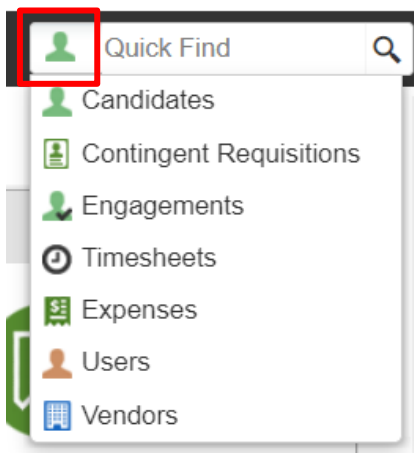 Quick Find
Candidates
Contingent Requisitions
Engagements
Timesheets
Expenses
Users
Vendors